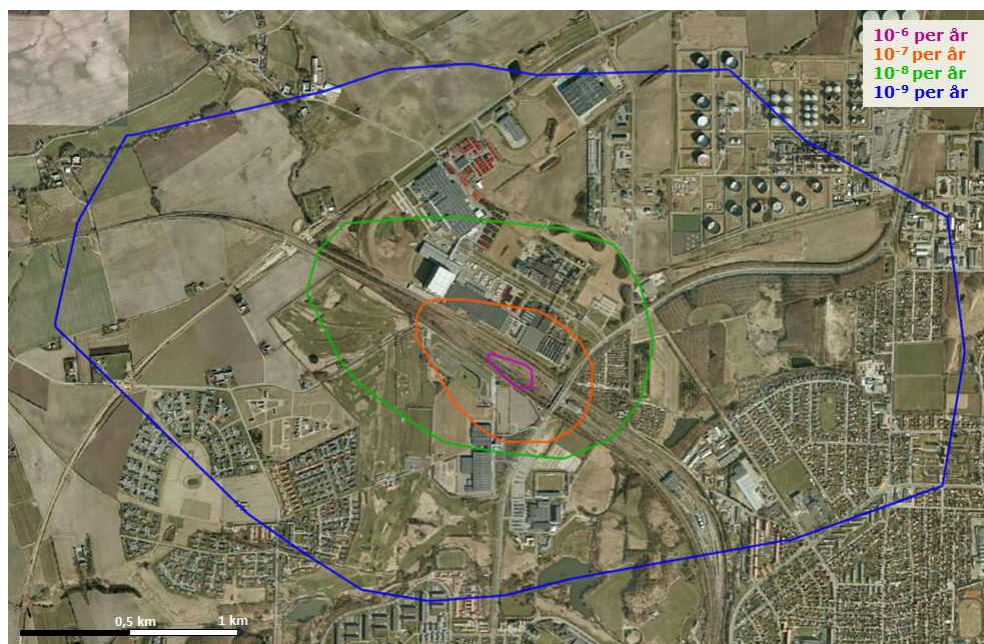 10⁻⁶ per år
10⁻⁷ per år
10⁻⁸ per år
10⁻⁹ per år
0,5 km 1 km